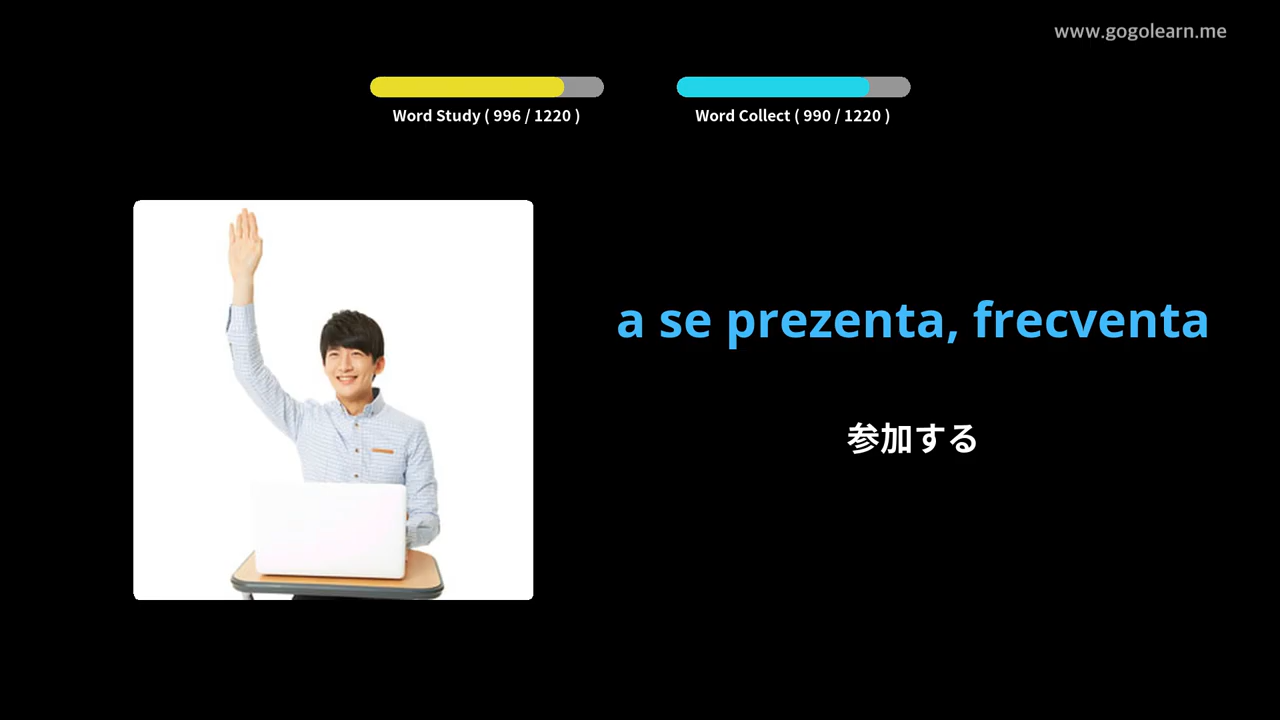 www.gogolearn.me
Word Study ( 996 / 1220 )
Word Collect ( 990 / 1220 )
a se prezenta, frecventa
参加する